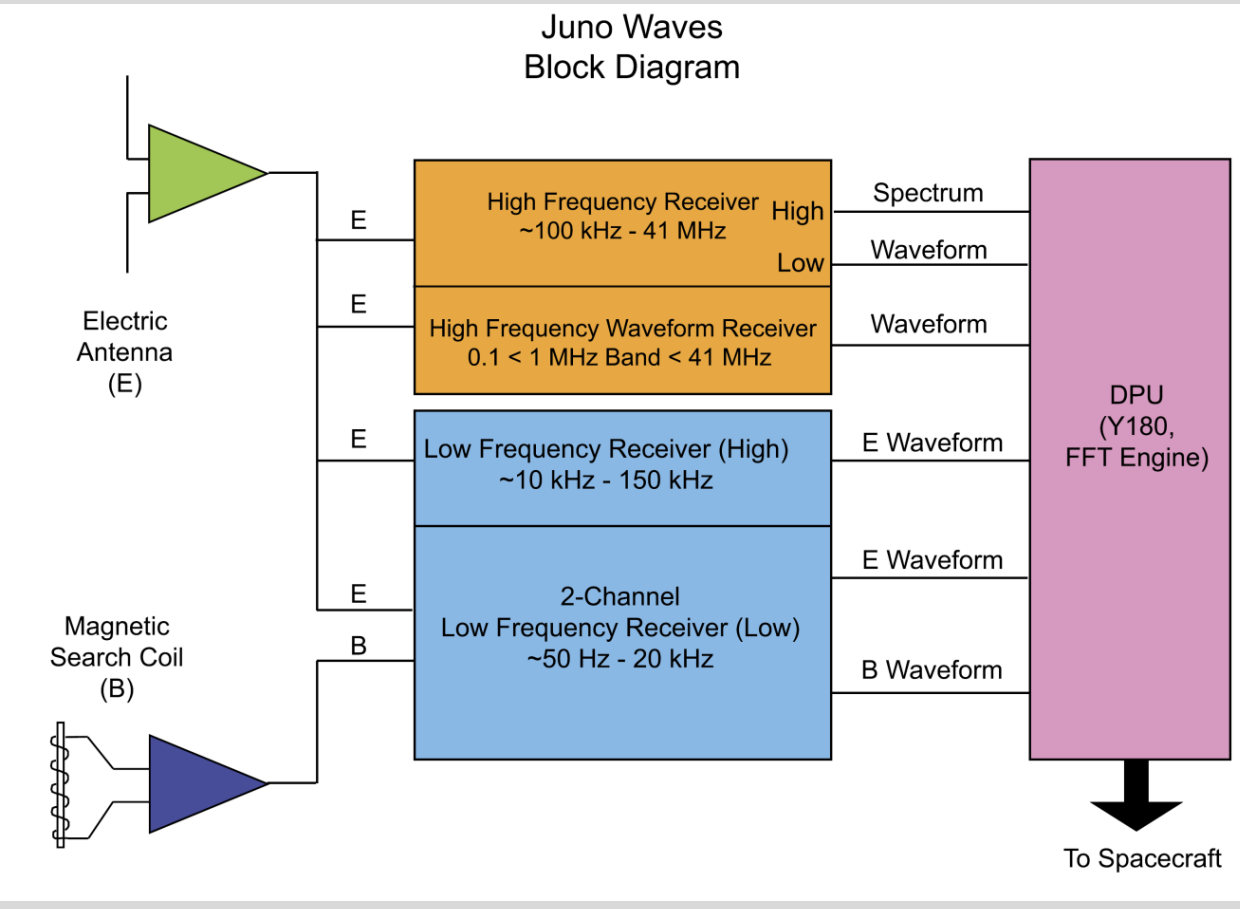 Juno Waves
Block Diagram
Electric
Antenna
(E)
Magnetic
Search Coil
(B)
E
E
E
E
B
High Frequency Receiver
~100 kHz - 41 MHz
High
Low
High Frequency Waveform Receiver
0.1 < 1 MHz Band < 41 MHz
Low Frequency Receiver (High)
~10 kHz - 150 kHz
2-Channel
Low Frequency Receiver (Low)
~50 Hz - 20 kHz
Spectrum
Waveform
Waveform
E Waveform
E Waveform
B Waveform
DPU
(Y180,
FFT Engine)
To Spacecraft